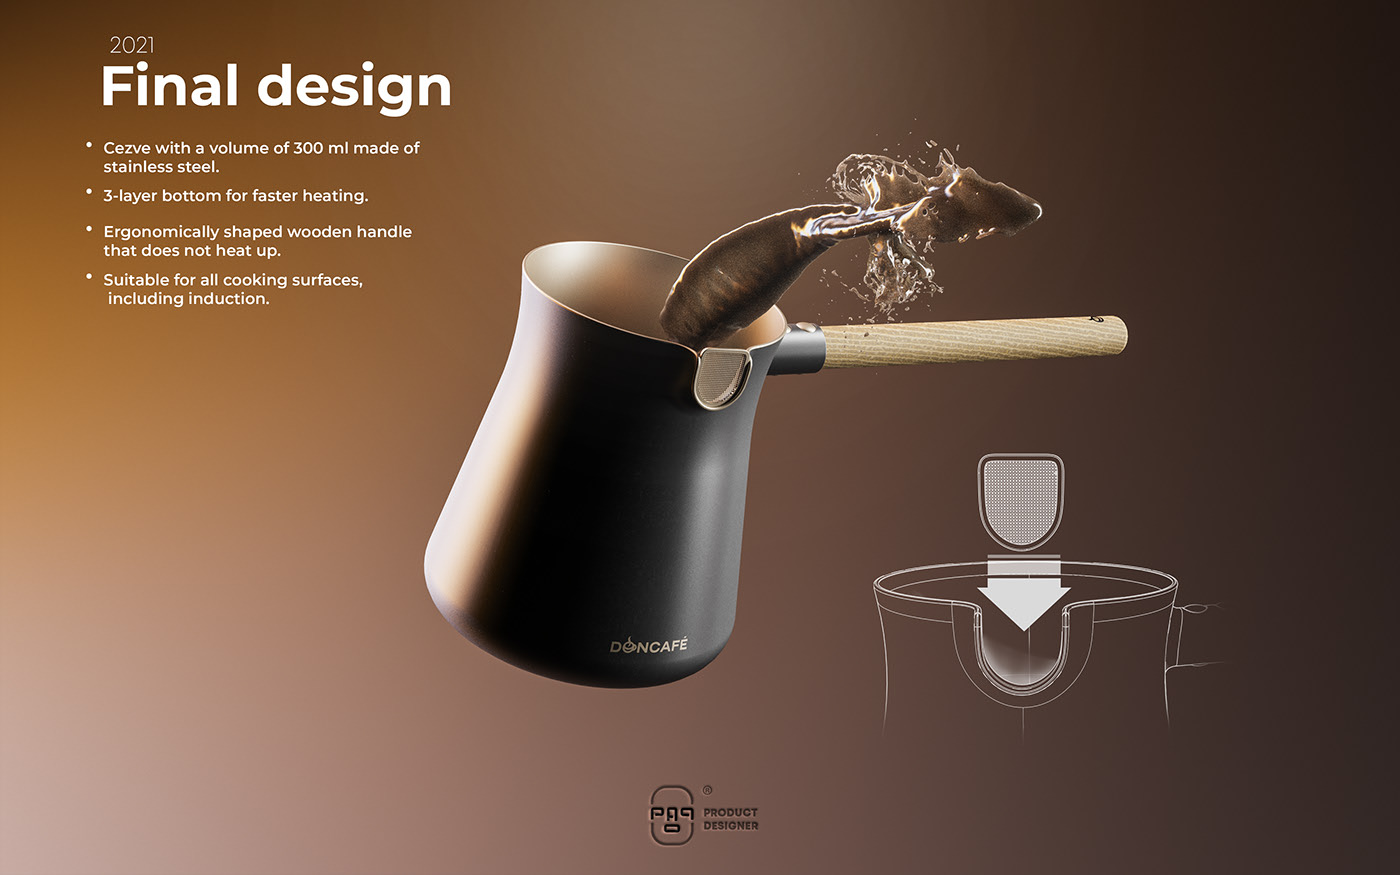 2021
Final design
• Cezve with a volume of 300 ml made of
stainless steel.
• 3-layer bottom for faster heating.
• Ergonomically shaped wooden handle
that does not heat up.
• Suitable for all cooking surfaces,
including induction.
DONCAFÉ
®
PRODUCT
DESIGNER